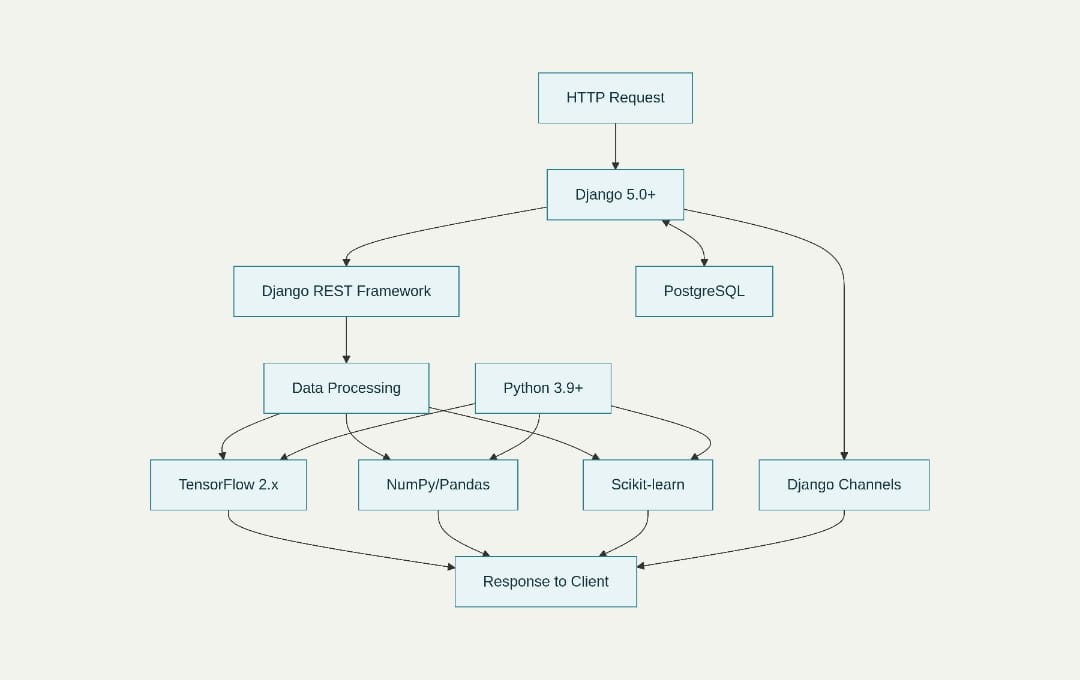 HTTP Request
Django 5.0+
Django REST Framework
PostgreSQL
Data Processing
Python 3.9+
TensorFlow 2.x
NumPy/Pandas
Scikit-learn
Django Channels
Response to Client